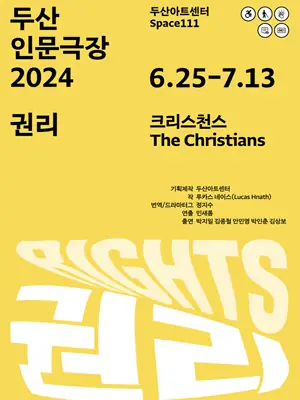 두산
인문극장
2024
권리
두산아트센터
Space111
6.25–7.13
크리스천스
The Christians
기획제작 두산아트센터
작 루카스 네이스(Lucas Hnath)
번역/드라마터그 정지수
연출 민새롬
출연 박지일 김종철 안민영 박인춘 김상보
RIGHTS
권리